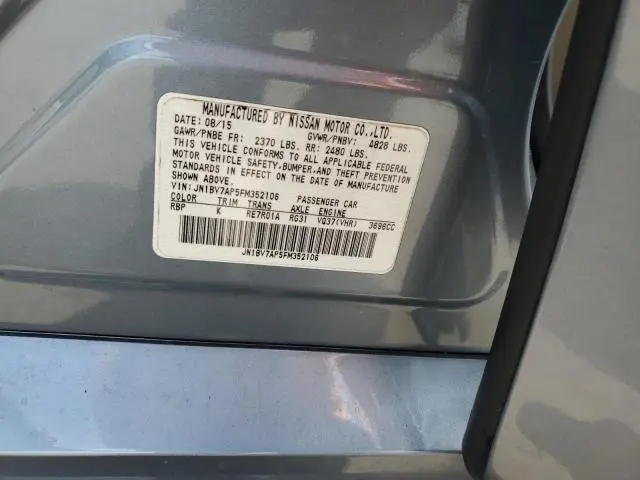 MANUFACTURED BY NISSAN MOTOR CO.,LTD.
DATE: 08/15 GVWR/PNBV: 4828 LBS.
GAWR/PNBE FR: 2370 LBS. RR: 2480 LBS.
THIS VEHICLE CONFORMS TO ALL APPLICABLE FEDERAL
MOTOR VEHICLE SAFETY,BUMPER,AND THEFT PREVENTION
STANDARDS IN EFFECT ON THE DATE OF MANUFACTURE
SHOWN ABOVE.
VIN: JN1BV7AP5FM352106 PASSENGER CAR
COLOR TRIM TRANS AXLE ENGINE
RBP K RE7R01A RG31 VQ37(VHR) 3696CC
JN1BV7AP5FM352106